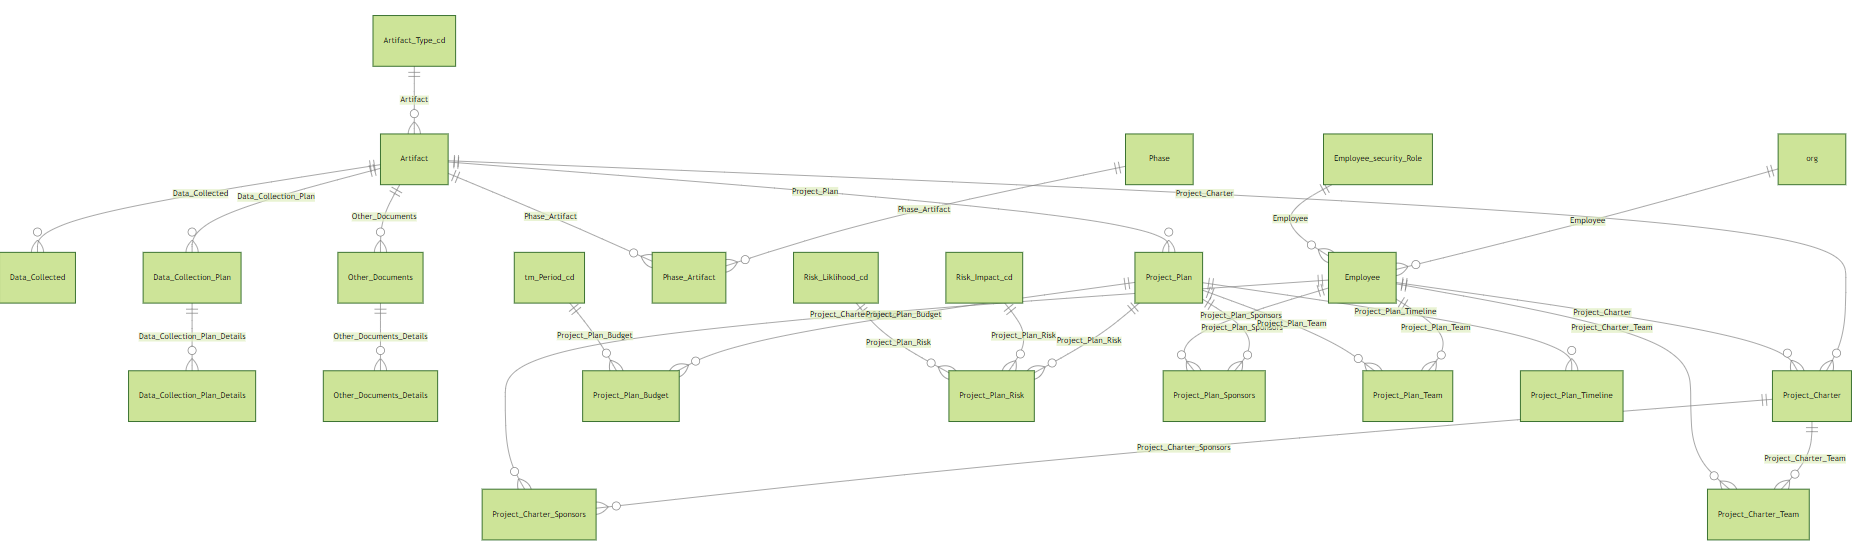 Artifact_Type_cd
Artifact
Artifact
Phase
Employee_security_Role
org
Data_Collected
Data_Collection_Plan
Project_Plan
Project_Charter
Other_Documents
Phase_Artifact
Phase_Artifact
Employee
Employee
Data_Collected
Data_Collection_Plan
Other_Documents
tm_Period_cd
Phase_Artifact
Risk_Liklihood_cd
Risk_Impact_cd
Project_Plan
Employee
Project_Plan_Budget
Project_Plan_Sponsors
Project_Plan_Timeline
Project_Charter
Project_Plan_Team
Project_Plan_Team
Project_Charter_Team
Data_Collection_Plan_Details
Other_Documents_Details
Project_Plan_Budget
Project_Plan_Risk
Project_Plan_Risk
Project_Plan_Risk
Data_Collection_Plan_Details
Other_Documents_Details
Project_Plan_Budget
Project_Plan_Risk
Project_Plan_Sponsors
Project_Plan_Team
Project_Plan_Timeline
Project_Charter
Project_Charter_Sponsors
Project_Charter_Team
Project_Charter_Sponsors
Project_Charter_Team